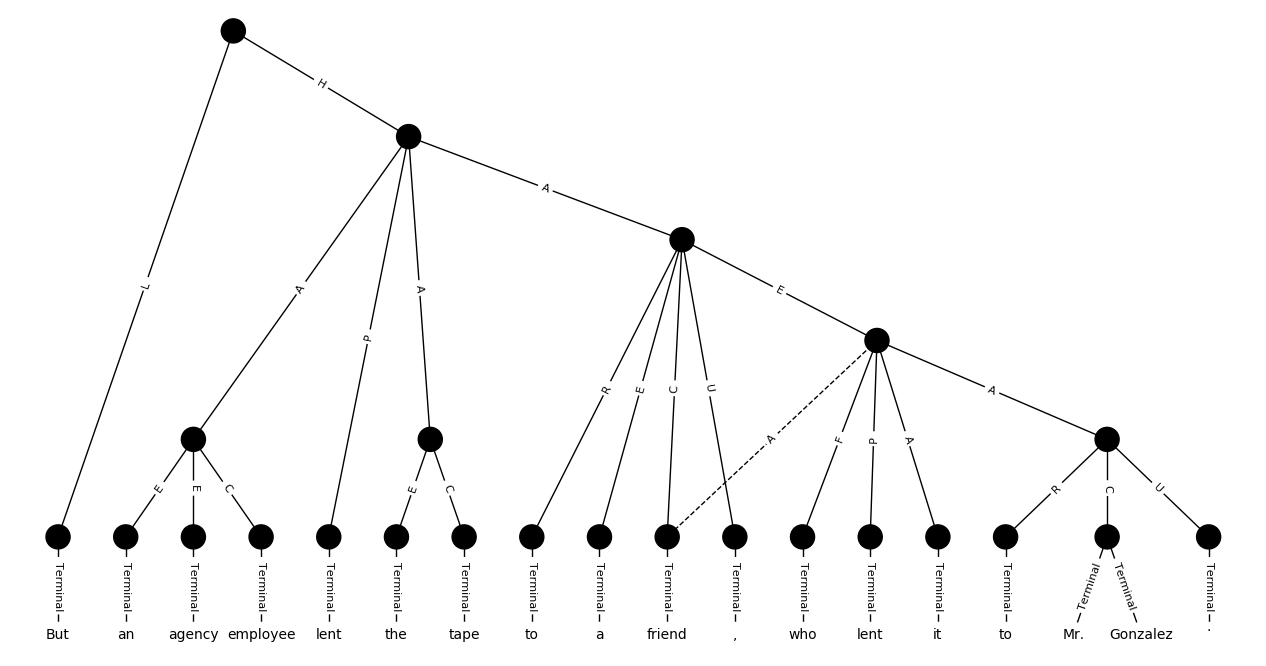 H
A
L
A
P
A
E
R
E
C
U
A
F
P
A
A
E
E
C
E
C
R
C
U
Terminal Terminal Terminal Terminal Terminal Terminal Terminal Terminal Terminal Terminal Terminal Terminal Terminal Terminal Terminal Terminal Terminal Terminal
But an agency employee lent the tape to a friend , who lent it to Mr. Gonzalez .